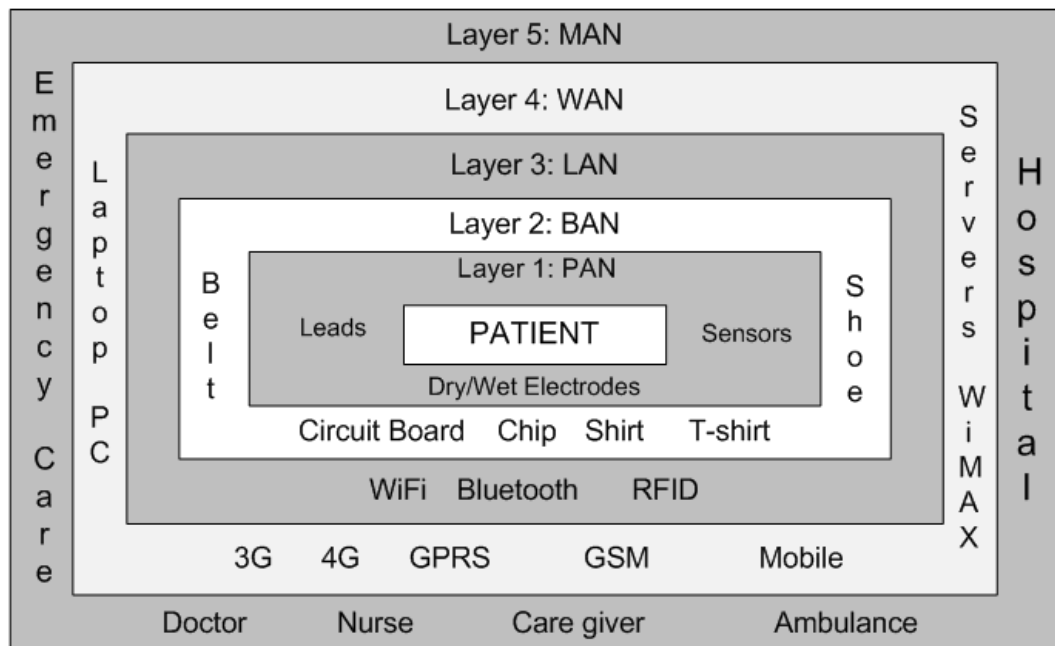 Layer 5: MAN
Emergency Care
Hospital
Layer 4: WAN
Laptop PC
Servers WiMAX
Layer 3: LAN
Layer 2: BAN
Belt
Shoe
Layer 1: PAN
Leads
PATIENT
Sensors
Dry/Wet Electrodes
Circuit Board Chip Shirt T-shirt
WiFi Bluetooth RFID
3G 4G GPRS GSM Mobile
Doctor Nurse Care giver Ambulance